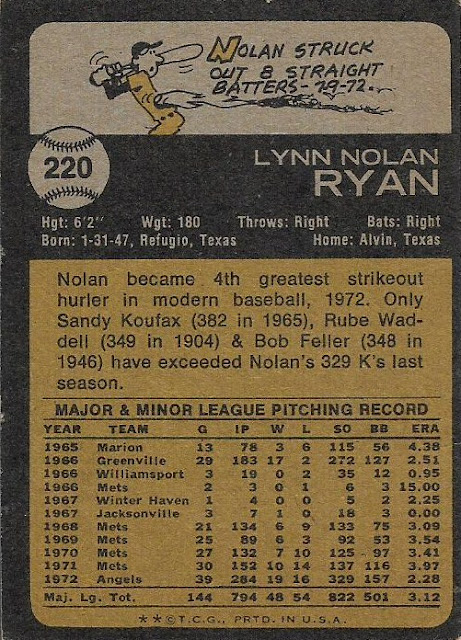 NOLAN STRUCK
OUT 8 STRAIGHT
BATTERS-7-9-72.
220
LYNN NOLAN
RYAN
Hgt: 6'2" Wgt: 180 Throws: Right Bats: Right
Born: 1-31-47, Refugio, Texas Home: Alvin, Texas
Nolan became 4th greatest strikeout
hurler in modern baseball, 1972. Only
Sandy Koufax (382 in 1965), Rube Wad-
dell (349 in 1904) & Bob Feller (348 in
1946) have exceeded Nolan's 329 K's last
season.
MAJOR & MINOR LEAGUE PITCHING RECORD
YEAR TEAM G IP W L SO BB ERA
1965 Marion 13 78 3 6 115 56 4.38
1966 Greenville 29 183 17 2 272 127 2.51
1966 Williamsport 3 19 0 2 35 12 0.95
1966 Mets 2 3 0 1 6 3 15.00
1967 Winter Haven 1 4 0 0 5 2 2.25
1967 Jacksonville 3 7 1 0 18 3 0.00
1968 Mets 21 134 6 9 133 75 3.09
1969 Mets 25 89 6 3 92 53 3.54
1970 Mets 27 132 7 10 125 97 3.41
1971 Mets 30 152 10 14 137 116 3.97
1972 Angels 39 284 19 16 329 157 2.28
Maj. Lg. Tot. 144 794 48 54 822 501 3.12
**©T.C.G., PRTD. IN U.S.A.